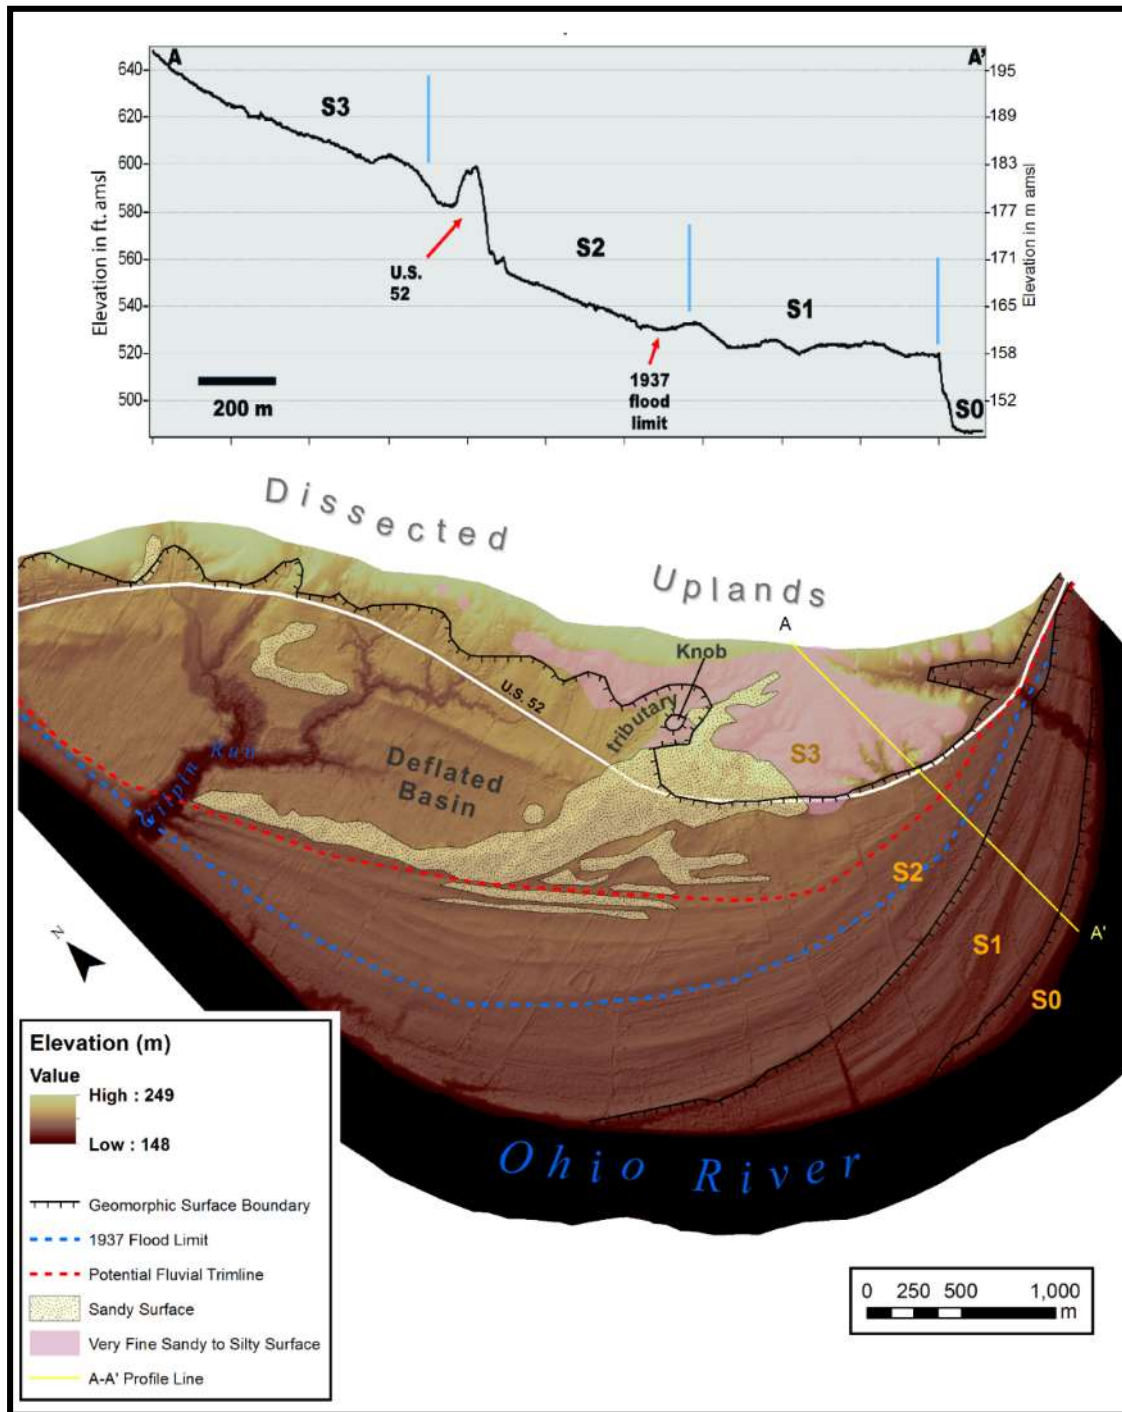 A
A'
640
620
600
580
560
540
520
500
Elevation in ft. amsl
195
189
183
177
171
165
158
152
Elevation in m amsl
S3
S2
S1
S0
U.S.
52
1937
flood
limit
200 m
Dissected
Uplands
A
Knob
tributary
U.S. 52
S3
Deflated
Basin
Gilpin Run
S2
S1
S0
A'
N
Ohio River
Elevation (m)
Value
High : 249
Low : 148
Geomorphic Surface Boundary
1937 Flood Limit
Potential Fluvial Trimline
Sandy Surface
Very Fine Sandy to Silty Surface
A-A' Profile Line
0 250 500 1,000
m